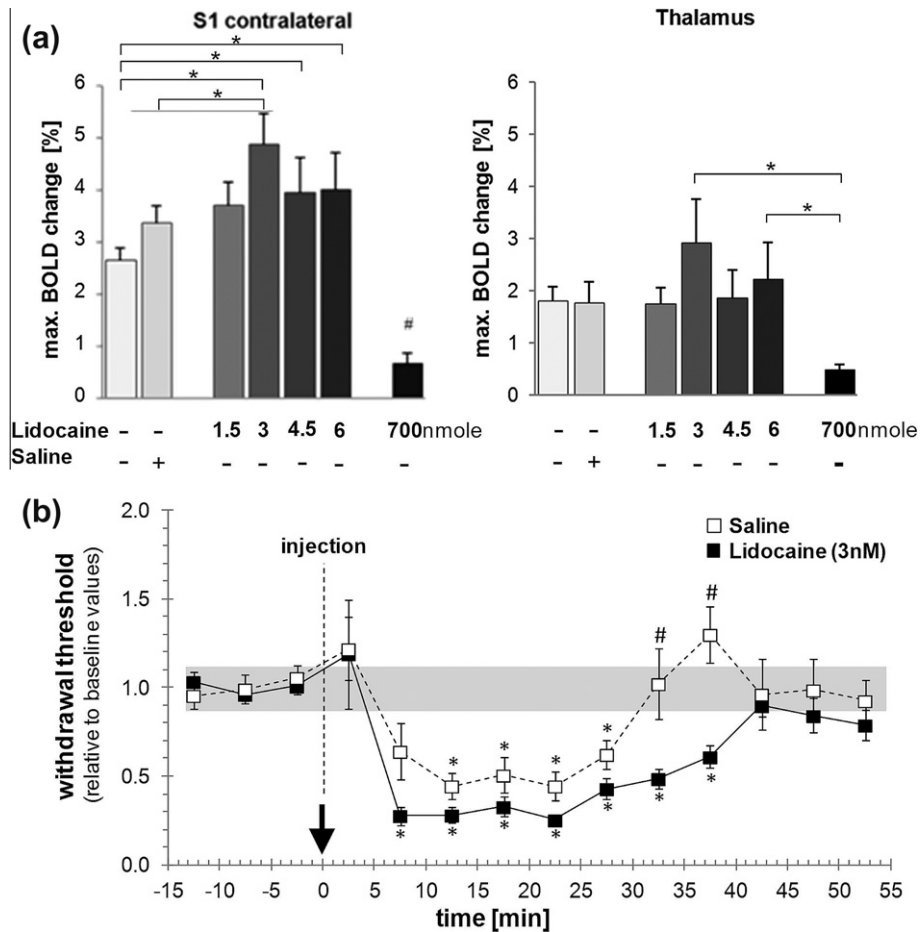 (a)
S1 contralateral
Thalamus
* * * *
* *
#
max. BOLD change [%]
6
5
4
3
2
1
0
max. BOLD change [%]
6
5
4
3
2
1
0
Lidocaine – – 1.5 3 4.5 6 700nmole – – 1.5 3 4.5 6 700nmole
Saline – + – – – – – – + – – – – -
(b)
withdrawal threshold
(relative to baseline values)
2.0
1.5
1.0
0.5
0.0
injection
Saline
Lidocaine (3nM)
# #
* * * *
* * * * * * *
-15 -10 -5 0 5 10 15 20 25 30 35 40 45 50 55
time [min]